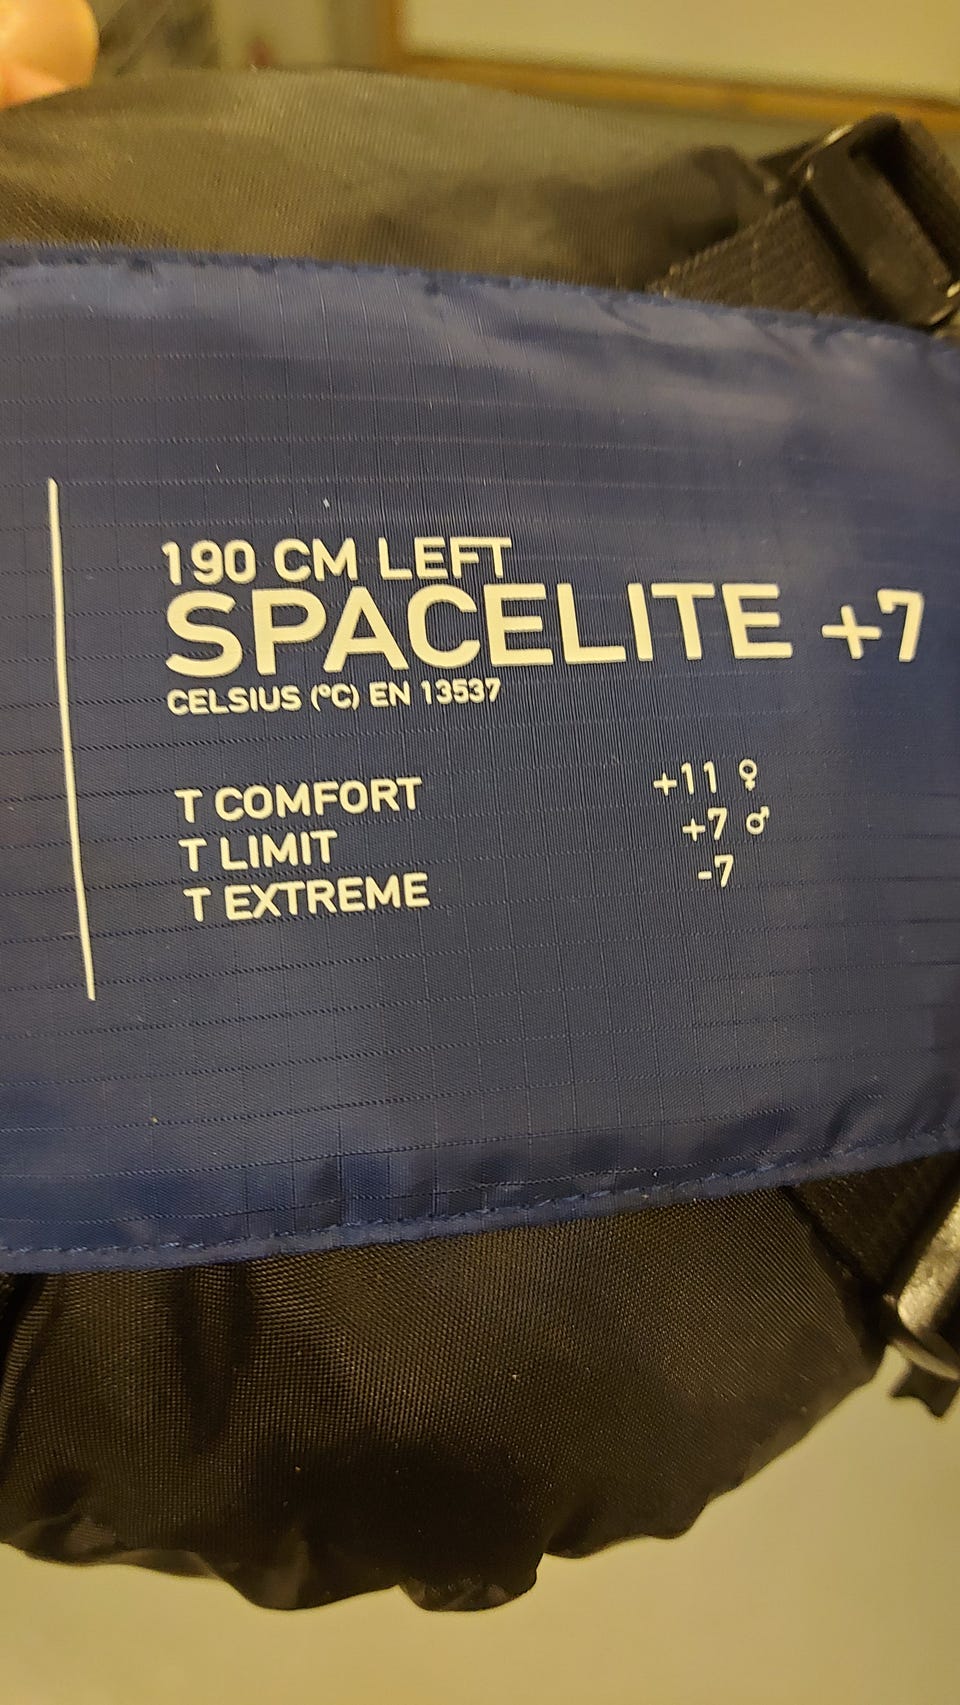 190 CM LEFT
SPACELITE +7
CELSIUS (°C) EN 13537
T COMFORT +11 ♀
T LIMIT +7 ♂
T EXTREME -7